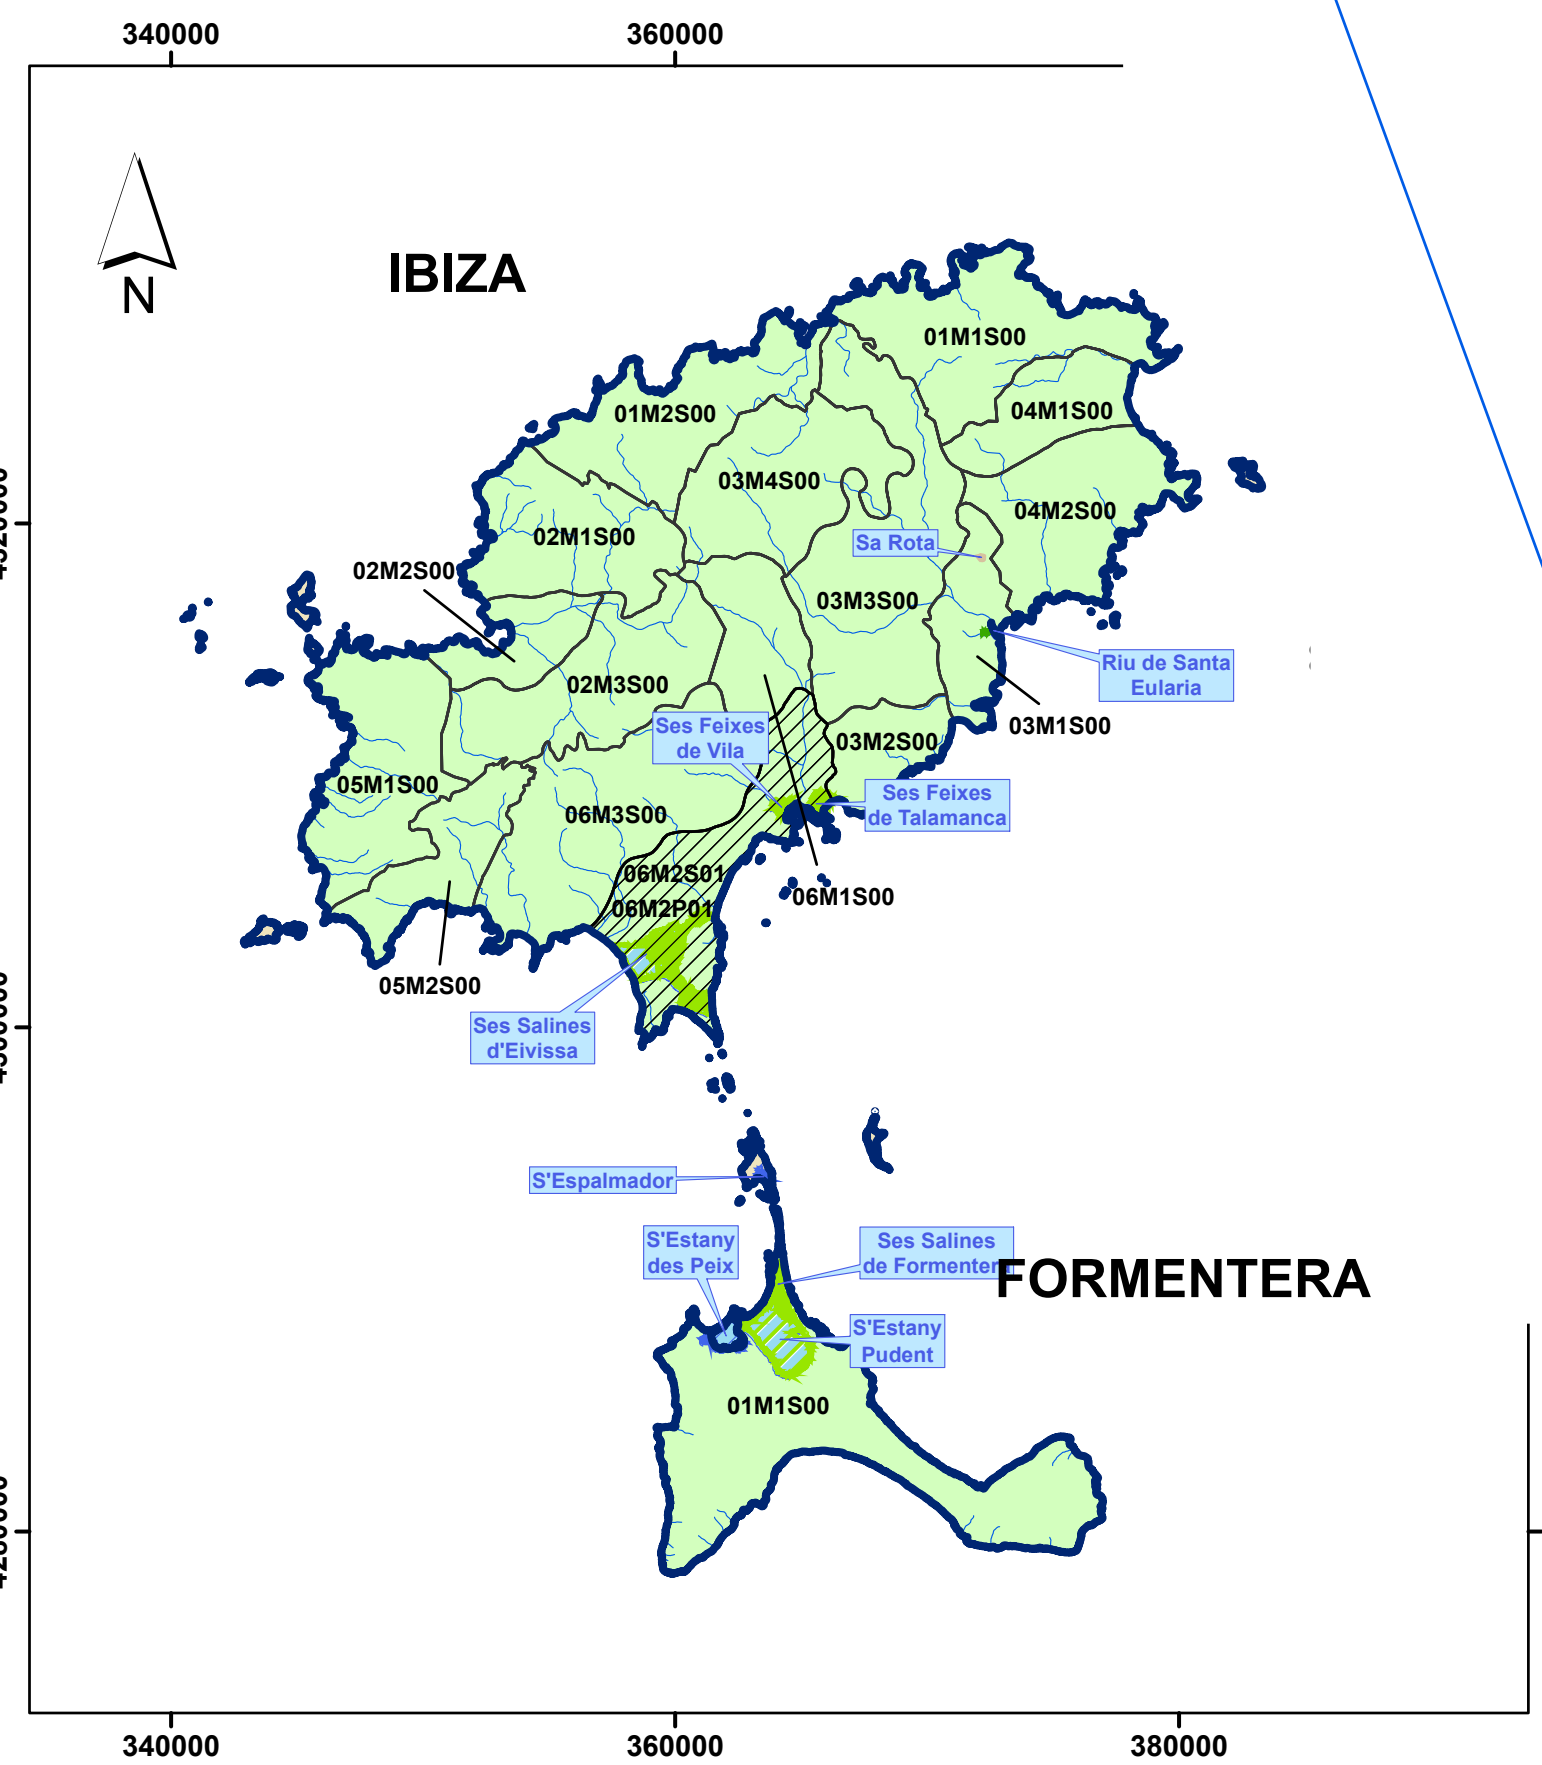 340000
360000
N
IBIZA
01M1S00
01M2S00
04M1S00
03M4S00
04M2S00
02M1S00
Sa Rota
02M2S00
03M3S00
Riu de Santa
Eularia
02M3S00
03M1S00
Ses Feixes
de Vila
03M2S00
05M1S00
Ses Feixes
de Talamanca
06M3S00
06M2S01
06M1S00
06M2P01
05M2S00
Ses Salines
d'Eivissa
S'Espalmador
S'Estany
des Peix
Ses Salines
de Formentera
FORMENTERA
S'Estany
Pudent
01M1S00
340000
360000
380000